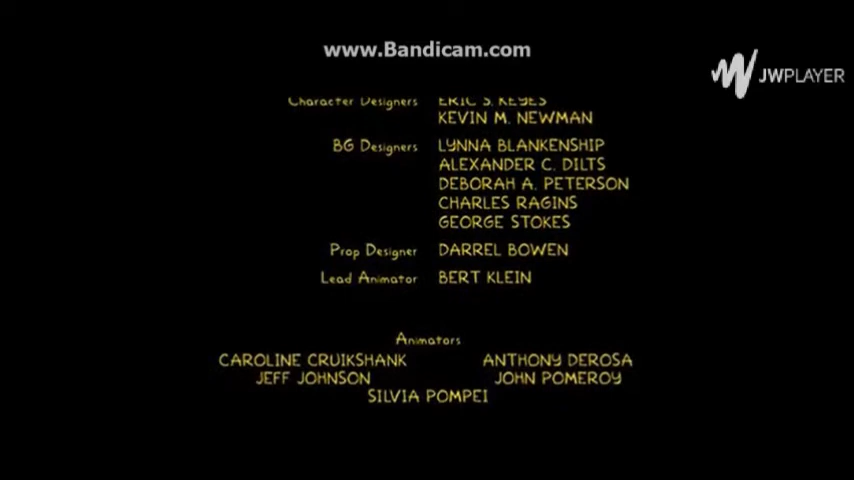 www.Bandicam.com
JWPLAYER
Character Designers ERIC S. KEYES
KEVIN M. NEWMAN
BG Designers LYNNA BLANKENSHIP
ALEXANDER C. DILTS
DEBORAH A. PETERSON
CHARLES RAGINS
GEORGE STOKES
Prop Designer DARREL BOWEN
Lead Animator BERT KLEIN
Animators
CAROLINE CRUIKSHANK ANTHONY DEROSA
JEFF JOHNSON JOHN POMEROY
SILVIA POMPEI